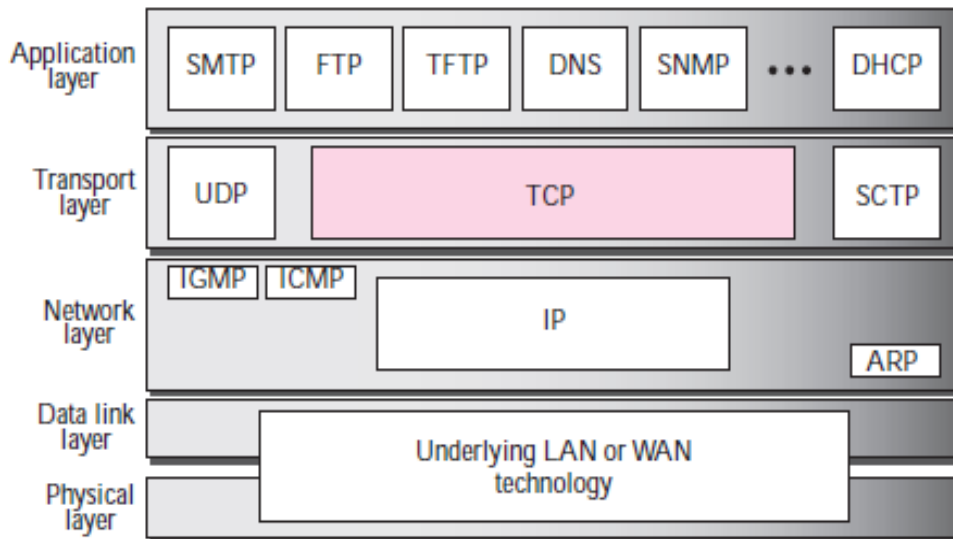 Application
layer
SMTP
FTP
TFTP
DNS
SNMP
•••
DHCP
Transport
layer
UDP
TCP
SCTP
Network
layer
IGMP
ICMP
IP
ARP
Data link
layer
Underlying LAN or WAN
technology
Physical
layer